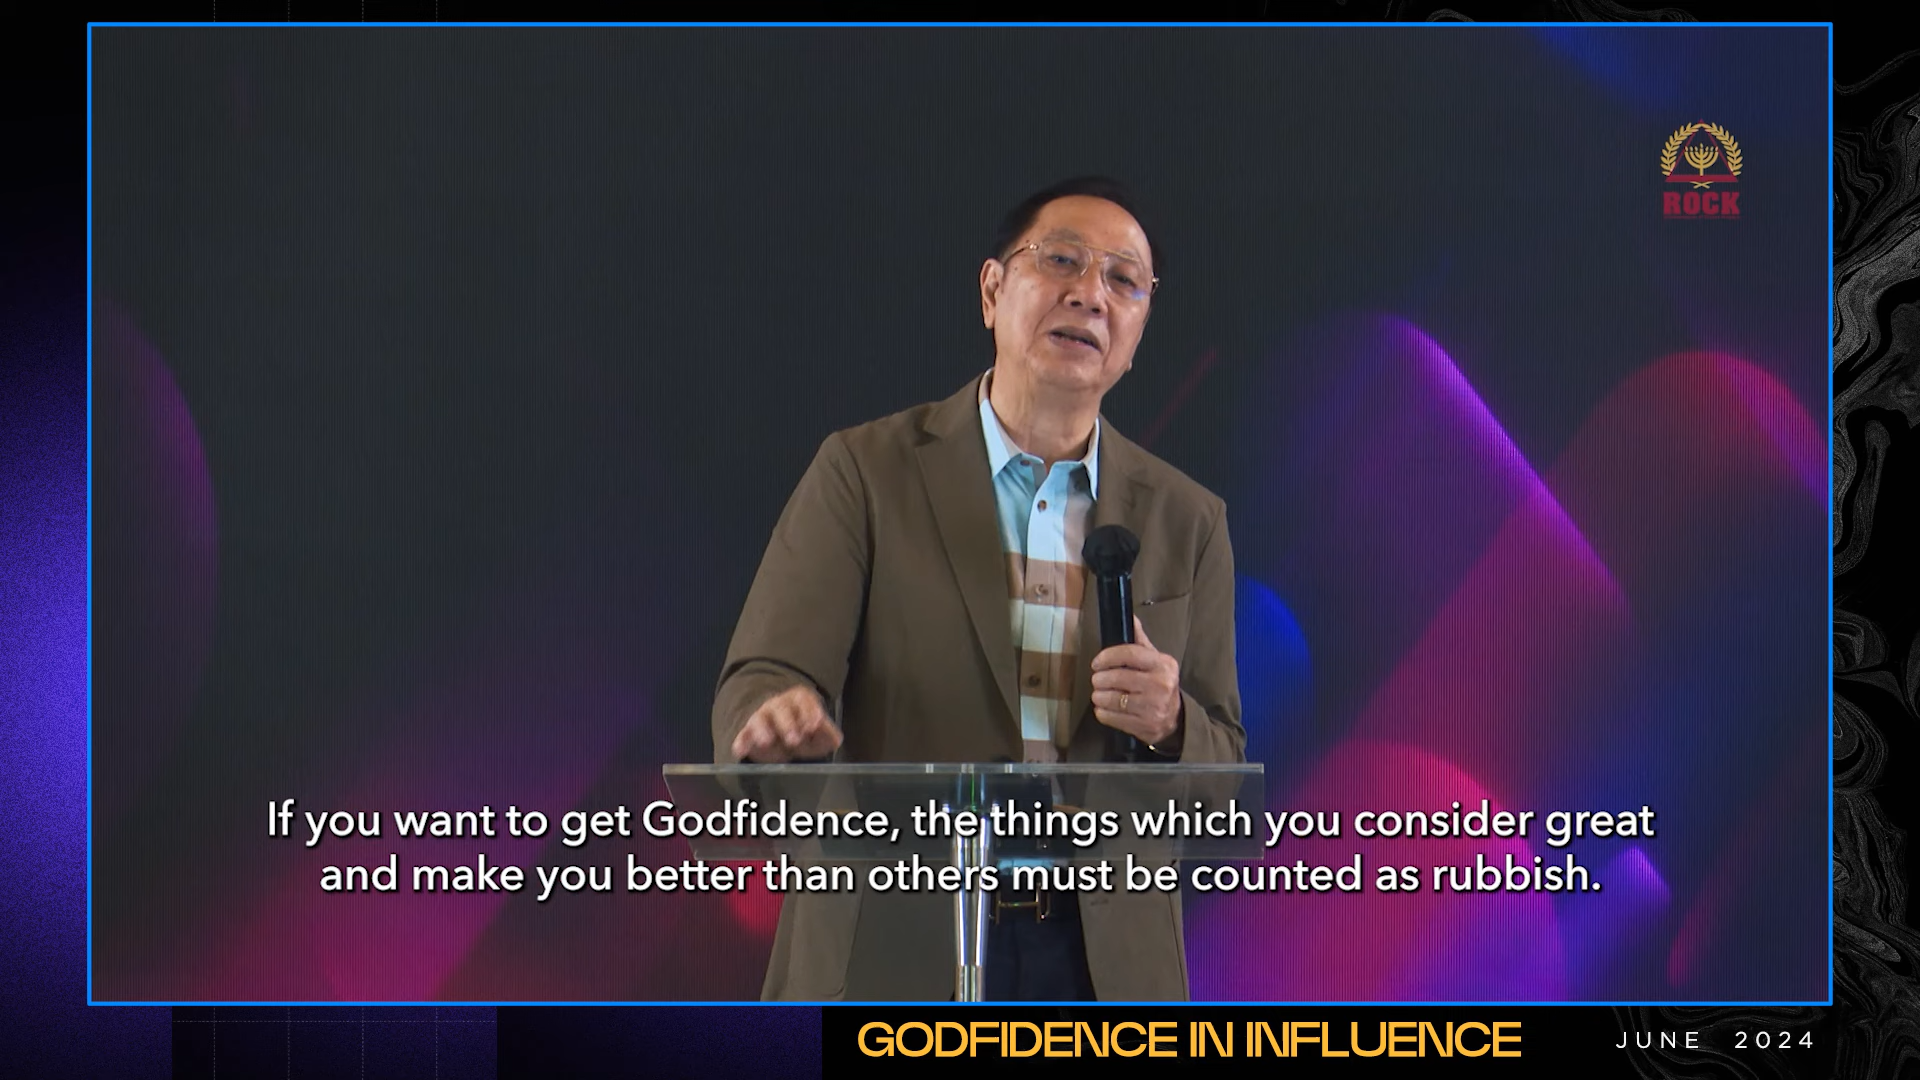 ROCK
If you want to get Godfidence, the things which you consider great
and make you better than others must be counted as rubbish.
GODFIDENCE IN INFLUENCE
JUNE 2024